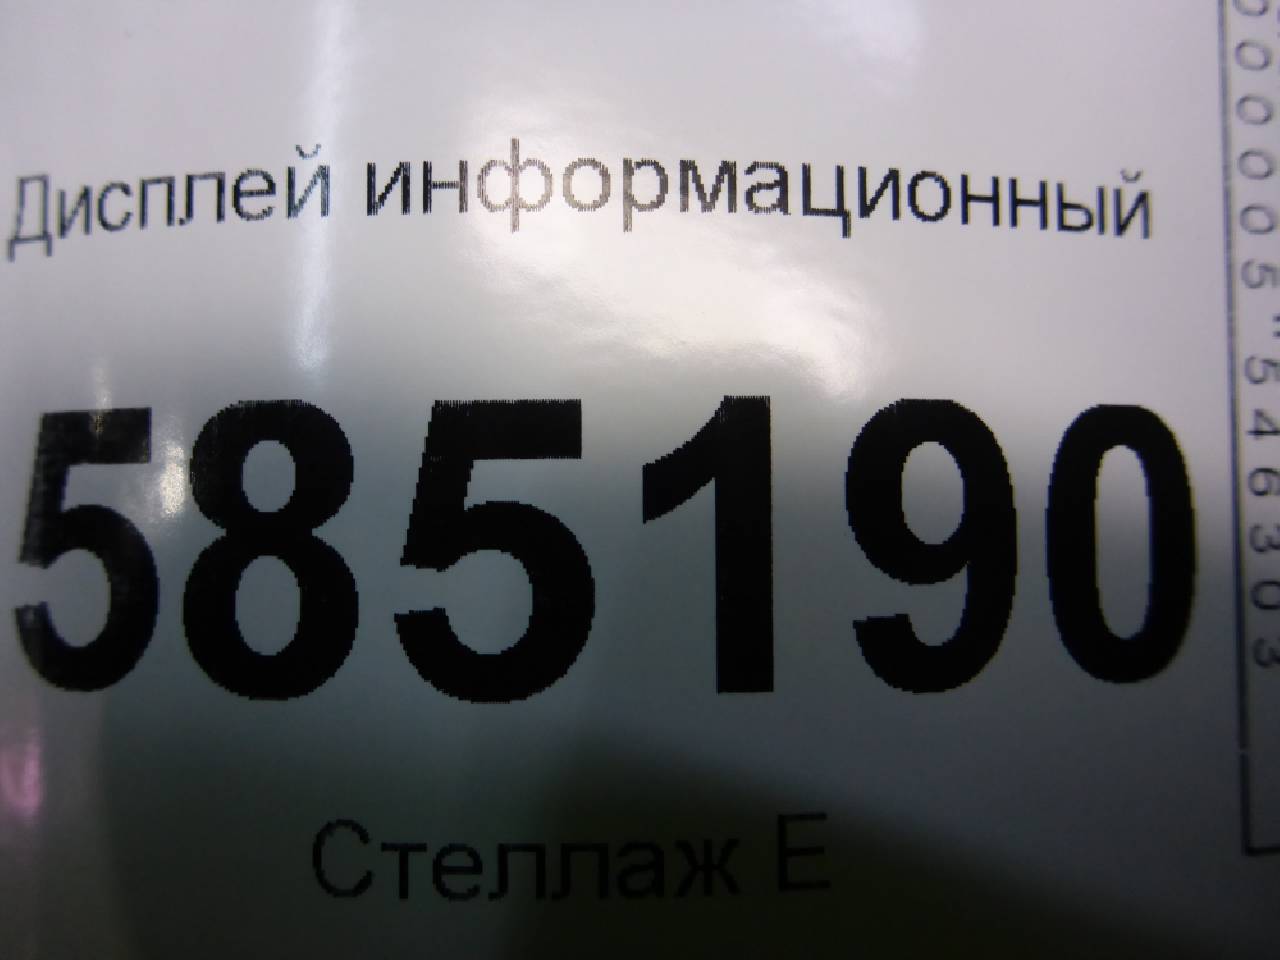 Дисплей информационный
585190
Стеллаж Е